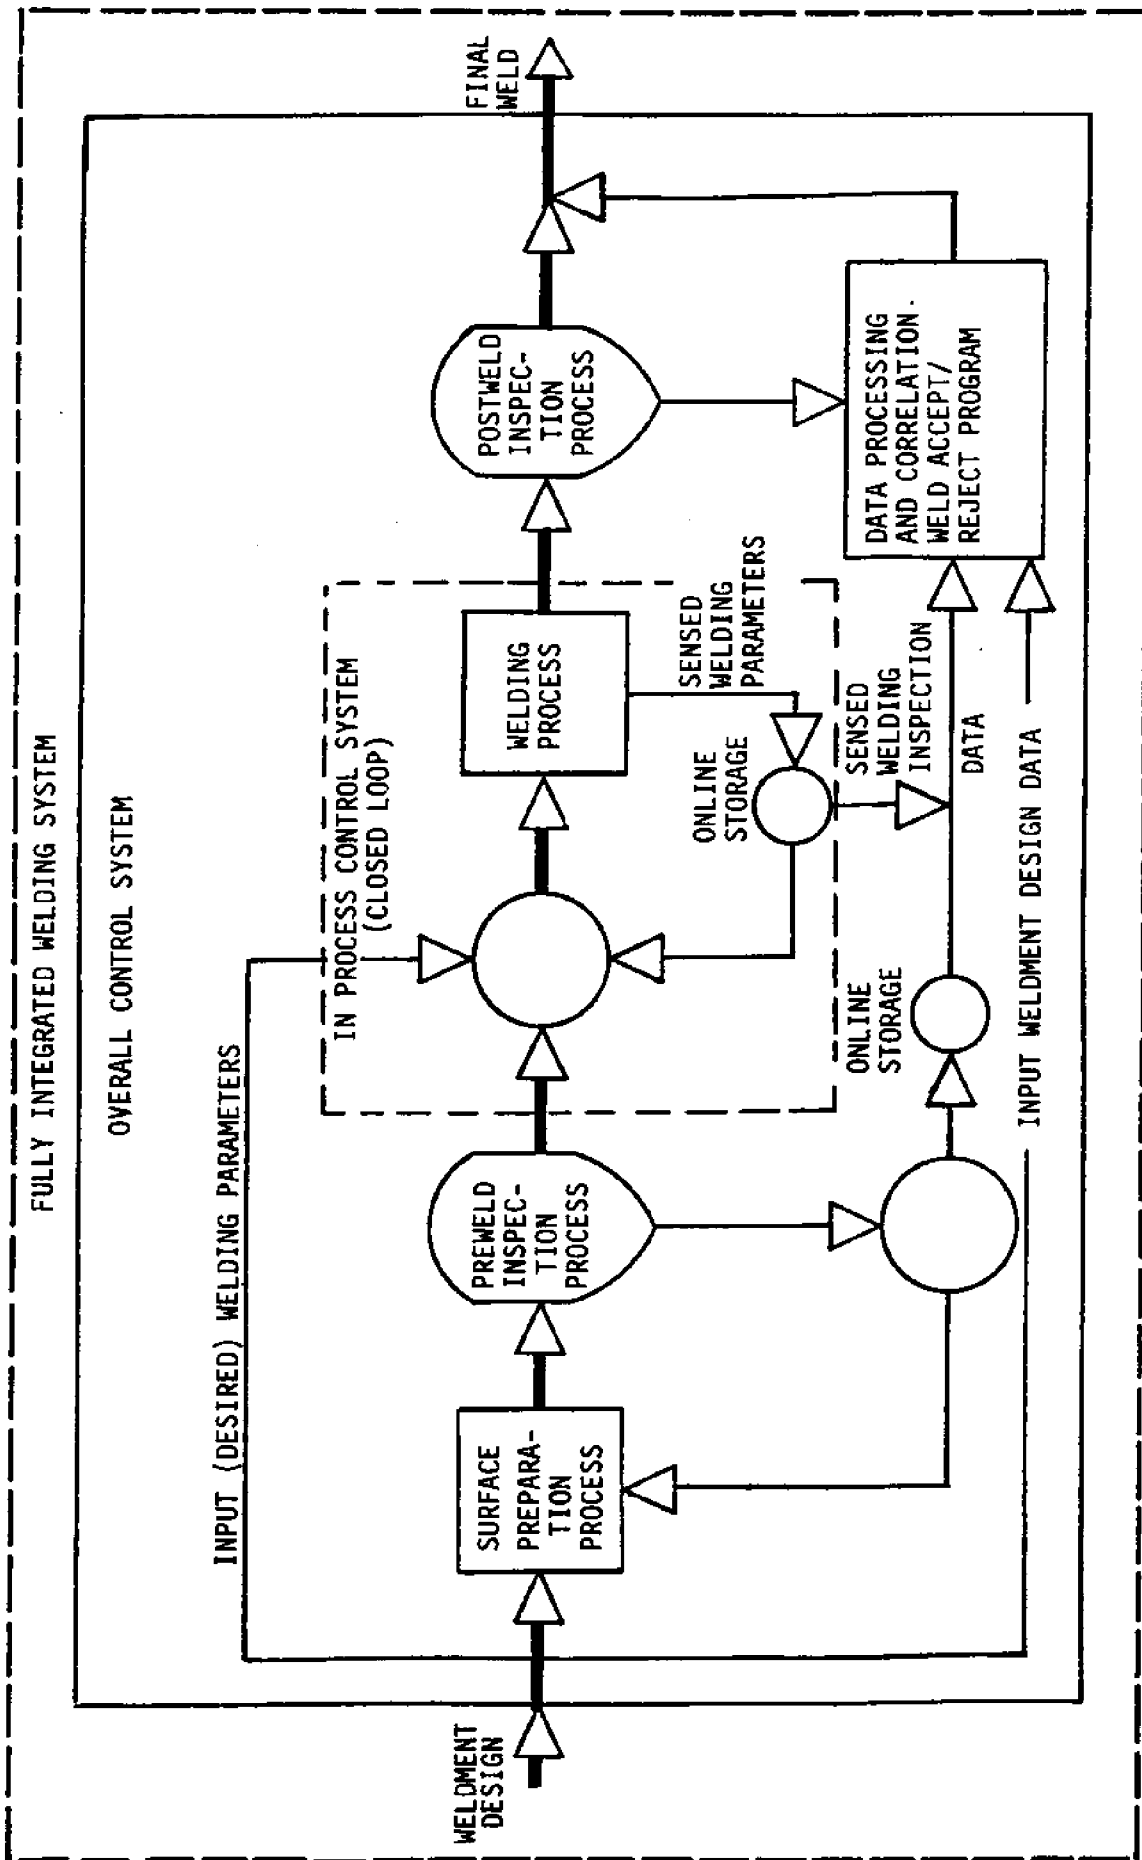 FULLY INTEGRATED WELDING SYSTEM
OVERALL CONTROL SYSTEM
INPUT (DESIRED) WELDING PARAMETERS
IN PROCESS CONTROL SYSTEM
(CLOSED LOOP)
WELDMENT
DESIGN
SURFACE
PREPARA-
TION
PROCESS
PREWELD
INSPEC-
TION
PROCESS
WELDING
PROCESS
POSTWELD
INSPEC-
TION
PROCESS
FINAL
WELD
SENSED
WELDING
PARAMETERS
ONLINE
STORAGE
SENSED
WELDING
INSPECTION
DATA
ONLINE
STORAGE
DATA PROCESSING
AND CORRELATION.
WELD ACCEPT/
REJECT PROGRAM
INPUT WELDMENT DESIGN DATA